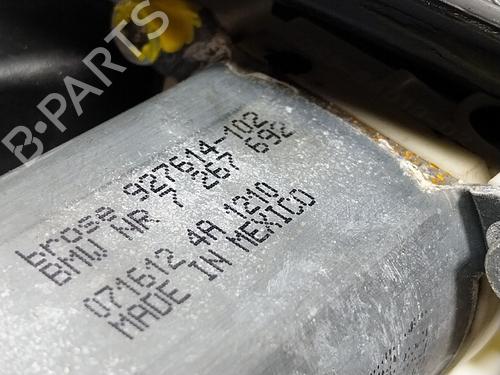 B-PARTS
brose 927614-102
BMW NR 7 267 692
071612 4A 1210
MADE IN MEXICO